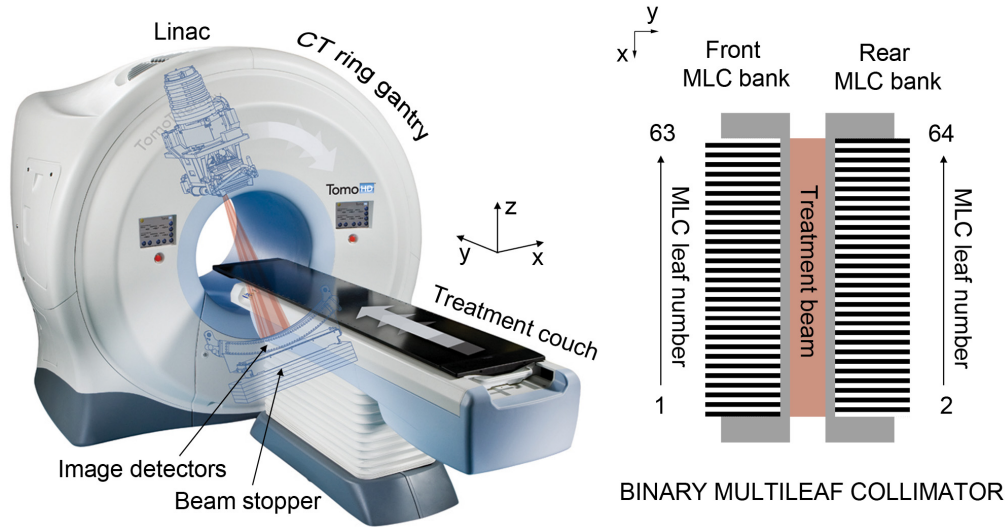 Linac
CT ring gantry
TomoHD
z
y
x
Treatment couch
Image detectors
Beam stopper
y
x
Front
MLC bank
Rear
MLC bank
63
64
MLC leaf number
Treatment beam
MLC leaf number
1
2
BINARY MULTILEAF COLLIMATOR